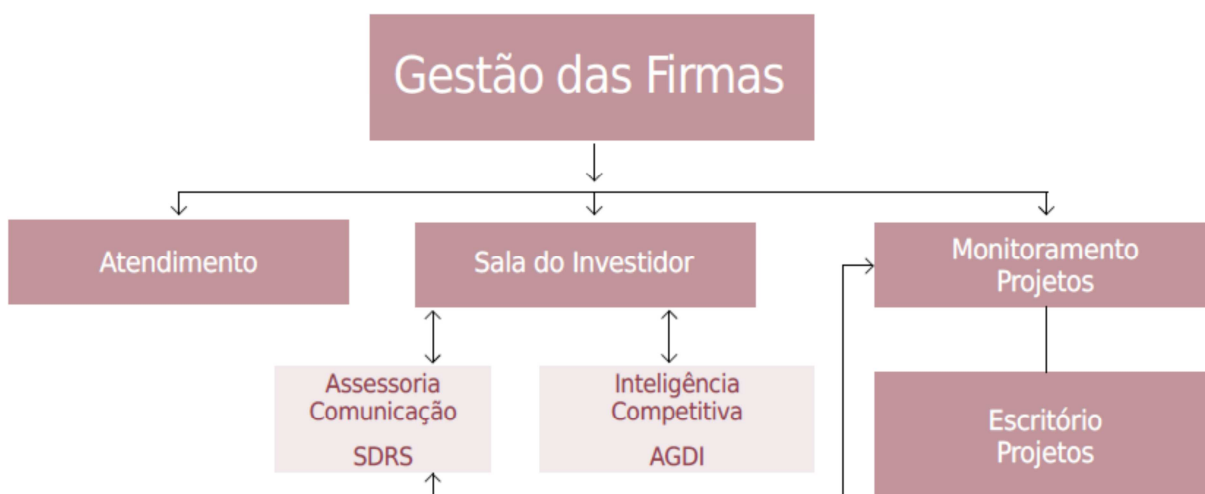 Gestão das Firmas
Atendimento
Sala do Investidor
Monitoramento
Projetos
Assessoria
Comunicação
SDRS
Inteligência
Competitiva
AGDI
Escritório
Projetos